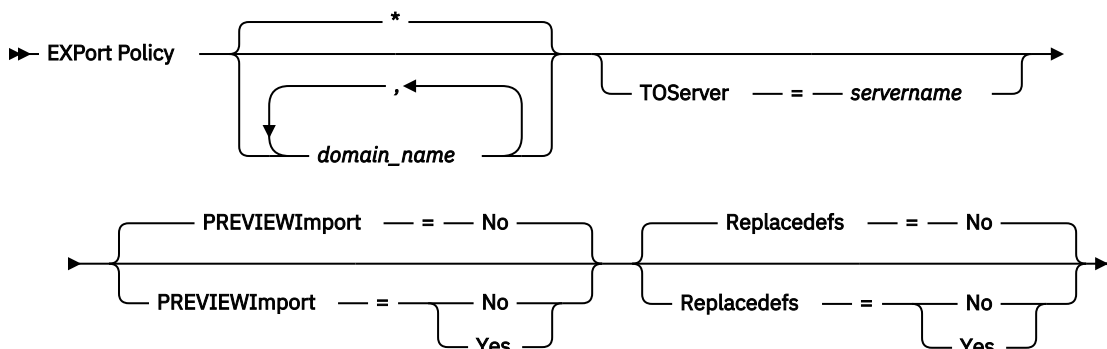 *
EXPort Policy
,
domain_name
TOServer = servername
PREVIEWImport = No
Replacedefs = No
PREVIEWImport = No
Yes
Replacedefs = No
Yes